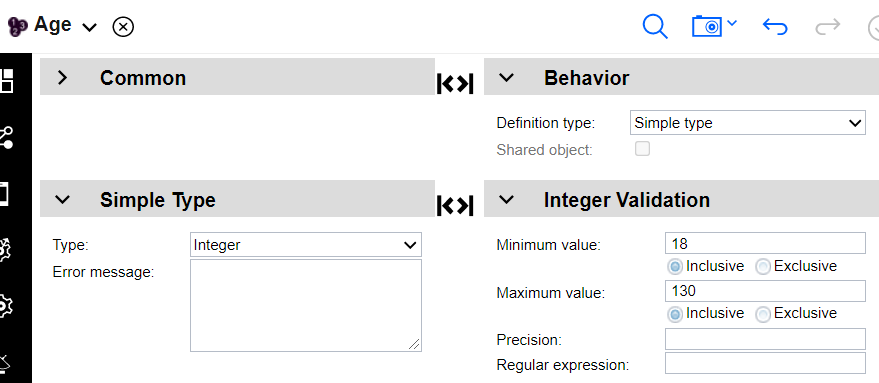 Age
Common
Behavior
Definition type: Simple type
Shared object:
Simple Type
Integer Validation
Type: Integer
Error message:
Minimum value: 18
Inclusive Exclusive
Maximum value: 130
Inclusive Exclusive
Precision:
Regular expression: